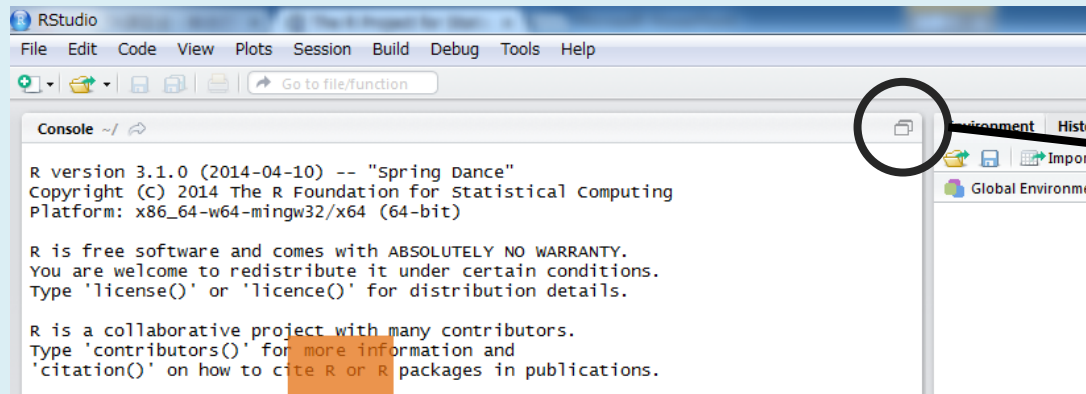 RStudio
File Edit Code View Plots Session Build Debug Tools Help
Go to file/function
Console ~/
Environment Hist
Impor
Global Environme
R version 3.1.0 (2014-04-10) -- "Spring Dance"
Copyright (C) 2014 The R Foundation for Statistical Computing
Platform: x86_64-w64-mingw32/x64 (64-bit)
R is free software and comes with ABSOLUTELY NO WARRANTY.
You are welcome to redistribute it under certain conditions.
Type 'license()' or 'licence()' for distribution details.
R is a collaborative project with many contributors.
Type 'contributors()' for more information and
'citation()' on how to cite R or R packages in publications.